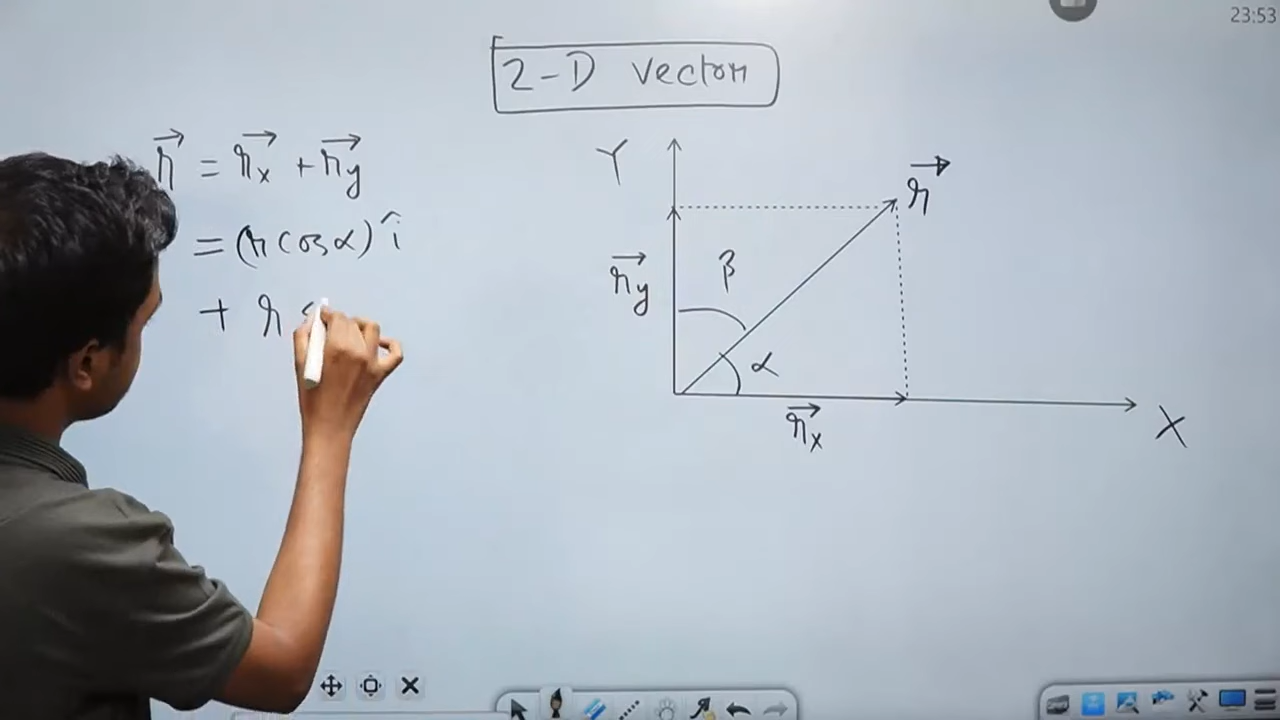 23:53
2-D vector
r⃗ = r⃗x + r⃗y
= (r cos α) î
+ r
Y
r⃗
r⃗y
β
α
r⃗x
X